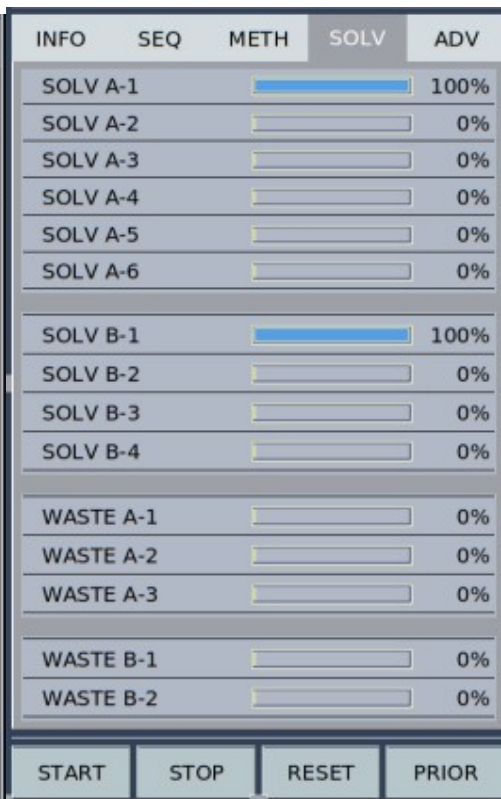 INFO SEQ METH SOLV ADV
SOLV A-1 100%
SOLV A-2 0%
SOLV A-3 0%
SOLV A-4 0%
SOLV A-5 0%
SOLV A-6 0%
SOLV B-1 100%
SOLV B-2 0%
SOLV B-3 0%
SOLV B-4 0%
WASTE A-1 0%
WASTE A-2 0%
WASTE A-3 0%
WASTE B-1 0%
WASTE B-2 0%
START STOP RESET PRIOR